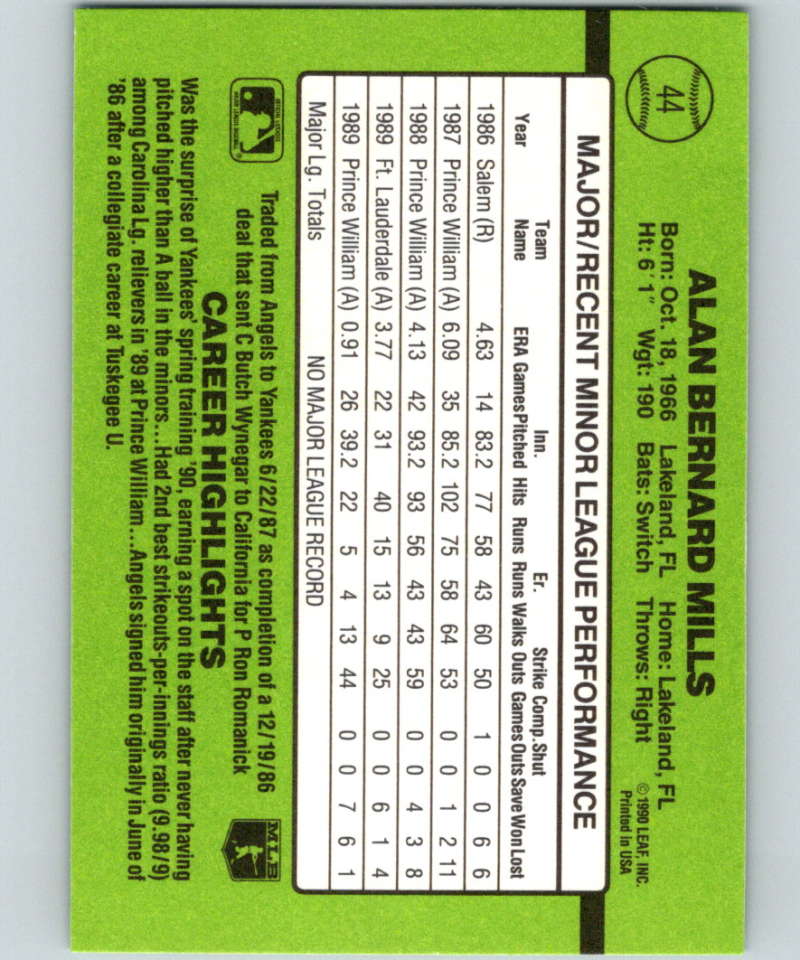 44
ALAN BERNARD MILLS
Born: Oct. 18, 1966 Lakeland, FL Home: Lakeland, FL
Ht: 6' 1" Wgt: 190 Bats: Switch Throws: Right
© 1990 LEAF, INC.
Printed in USA
MAJOR/RECENT MINOR LEAGUE PERFORMANCE
Team Inn. Er. Strike Comp. Shut
Year Name ERA Games Pitched Hits Runs Runs Walks Outs Games Outs Save Won Lost
1986 Salem (R) 4.63 14 83.2 77 58 43 60 50 1 0 0 6 6
1987 Prince William (A) 6.09 35 85.2 102 75 58 64 53 0 0 1 2 11
1988 Prince William (A) 4.13 42 93.2 93 56 43 43 59 0 0 4 3 8
1989 Ft. Lauderdale (A) 3.77 22 31 40 15 13 9 25 0 0 6 1 4
1989 Prince William (A) 0.91 26 39.2 22 5 4 13 44 0 0 7 6 1
Major Lg. Totals NO MAJOR LEAGUE RECORD
Traded from Angels to Yankees 6/22/87 as completion of a 12/19/86
deal that sent C Butch Wynegar to California for P Ron Romanick
MLB
CAREER HIGHLIGHTS
Was the surprise of Yankees' spring training '90, earning a spot on the staff after never having
pitched higher than A ball in the minors...Had 2nd best strikeouts-per-innings ratio (9.98/9)
among Carolina Lg. relievers in '89 at Prince William...Angels signed him originally in June of
'86 after a collegiate career at Tuskegee U.